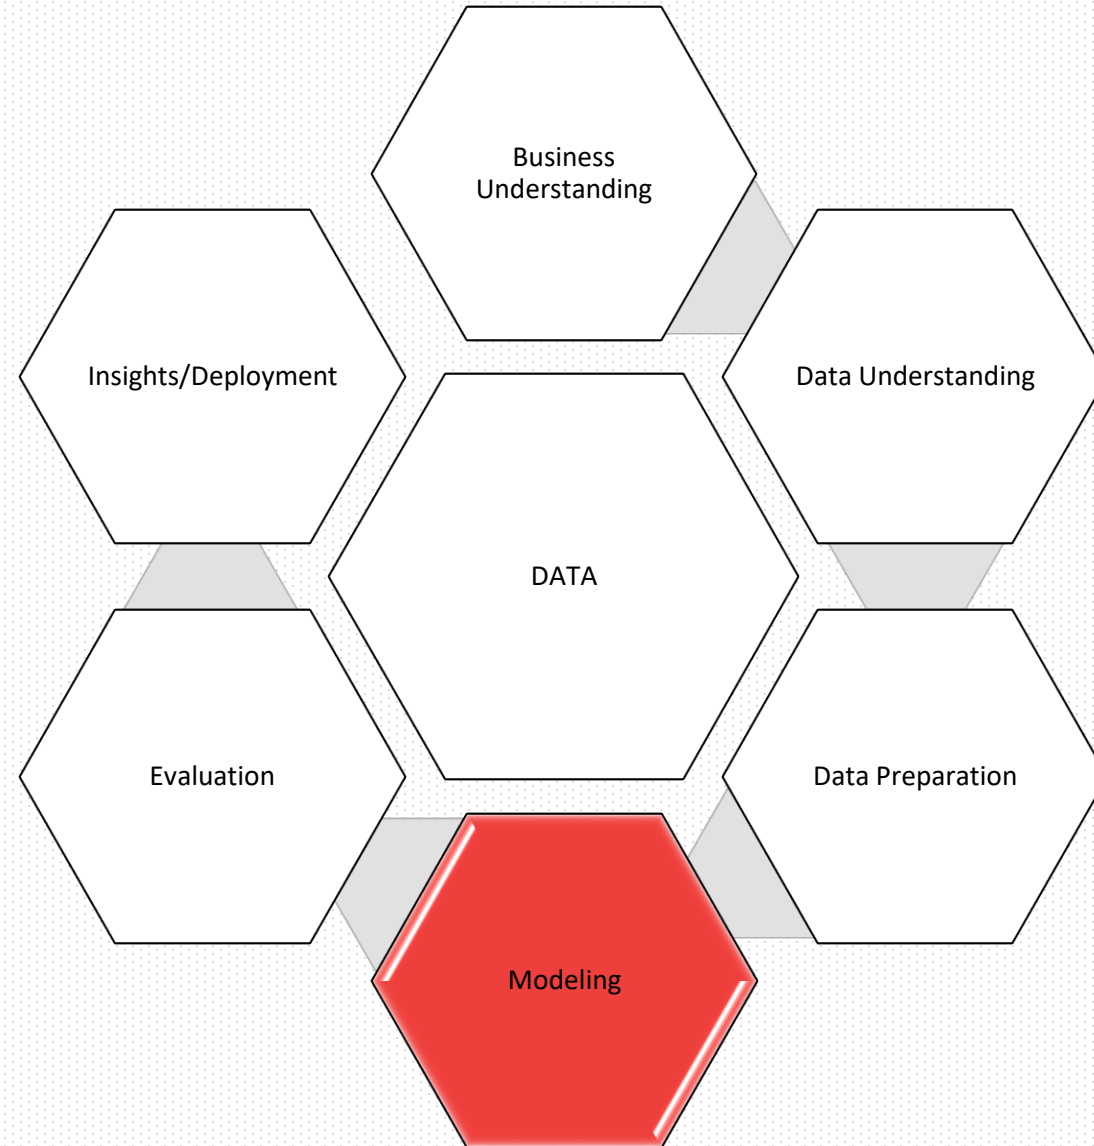 Business
Understanding
Insights/Deployment
Data Understanding
DATA
Evaluation
Data Preparation
Modeling